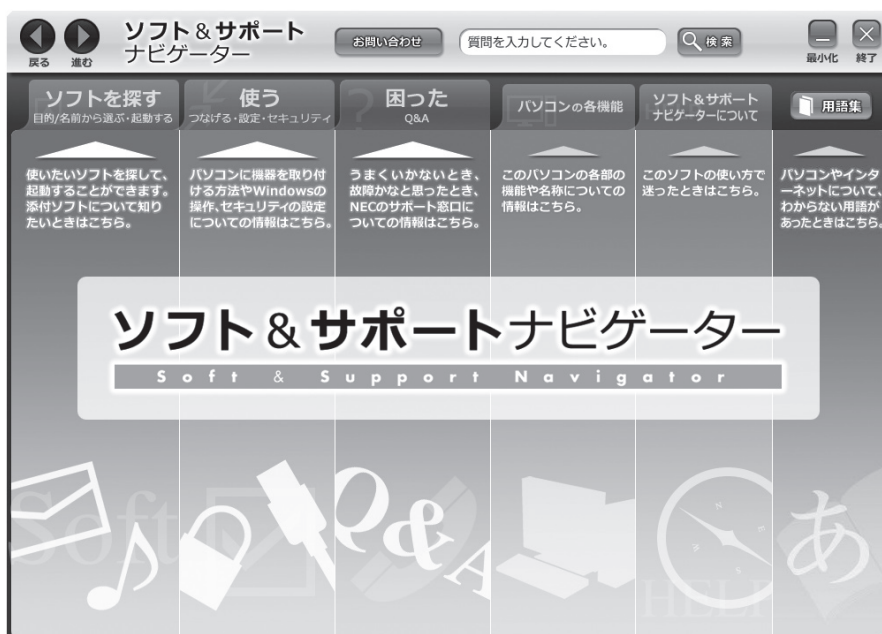 戻る
進む
ソフト&サポート
ナビゲーター
お問い合わせ
質問を入力してください。
検索
最小化
終了
ソフトを探す
目的/名前から選ぶ・起動する
使う
つなげる・設定・セキュリティ
困った
Q&A
パソコンの各機能
ソフト&サポート
ナビゲーターについて
用語集
使いたいソフトを探して、
起動することができます。
添付ソフトについて知り
たいときはこちら。
パソコンに機器を取り付
ける方法やWindowsの
操作、セキュリティの設定
についての情報はこちら。
うまくいかないとき、
故障かなと思ったとき、
NECのサポート窓口に
ついての情報はこちら。
このパソコンの各部の
機能や名称についての
情報はこちら。
このソフトの使い方で
迷ったときはこちら。
パソコンやインタ
ーネットについて、
わからない用語が
あったときはこちら。
ソフト&サポートナビゲーター
Soft & Support Navigator
Soft
Q&A
N
E
S
W
HELP
あ